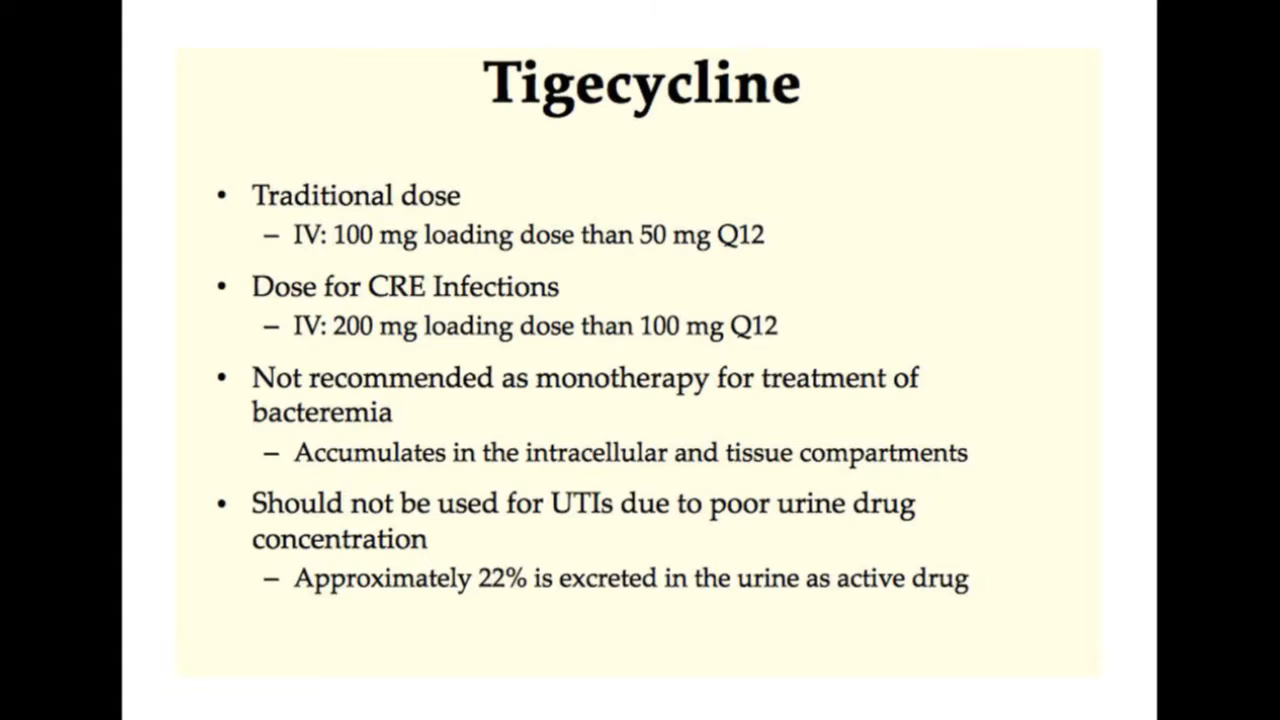 Tigecycline
• Traditional dose
– IV: 100 mg loading dose than 50 mg Q12
• Dose for CRE Infections
– IV: 200 mg loading dose than 100 mg Q12
• Not recommended as monotherapy for treatment of
bacteremia
– Accumulates in the intracellular and tissue compartments
• Should not be used for UTIs due to poor urine drug
concentration
– Approximately 22% is excreted in the urine as active drug